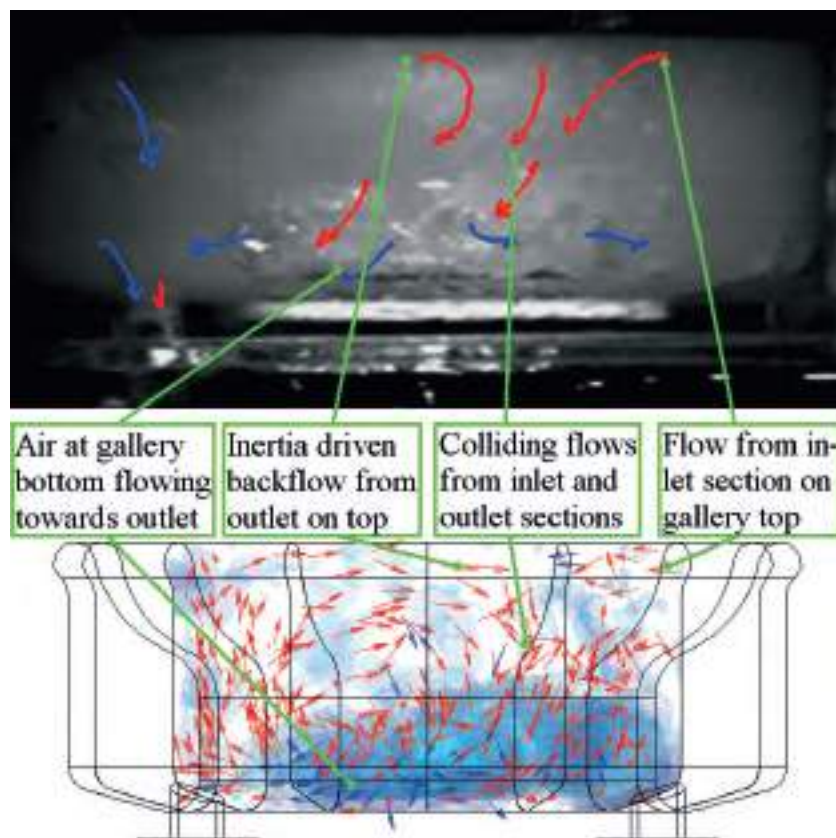 Air at gallery
bottom flowing
towards outlet
Inertia driven
backflow from
outlet on top
Colliding flows
from inlet and
outlet sections
Flow from in-
let section on
gallery top